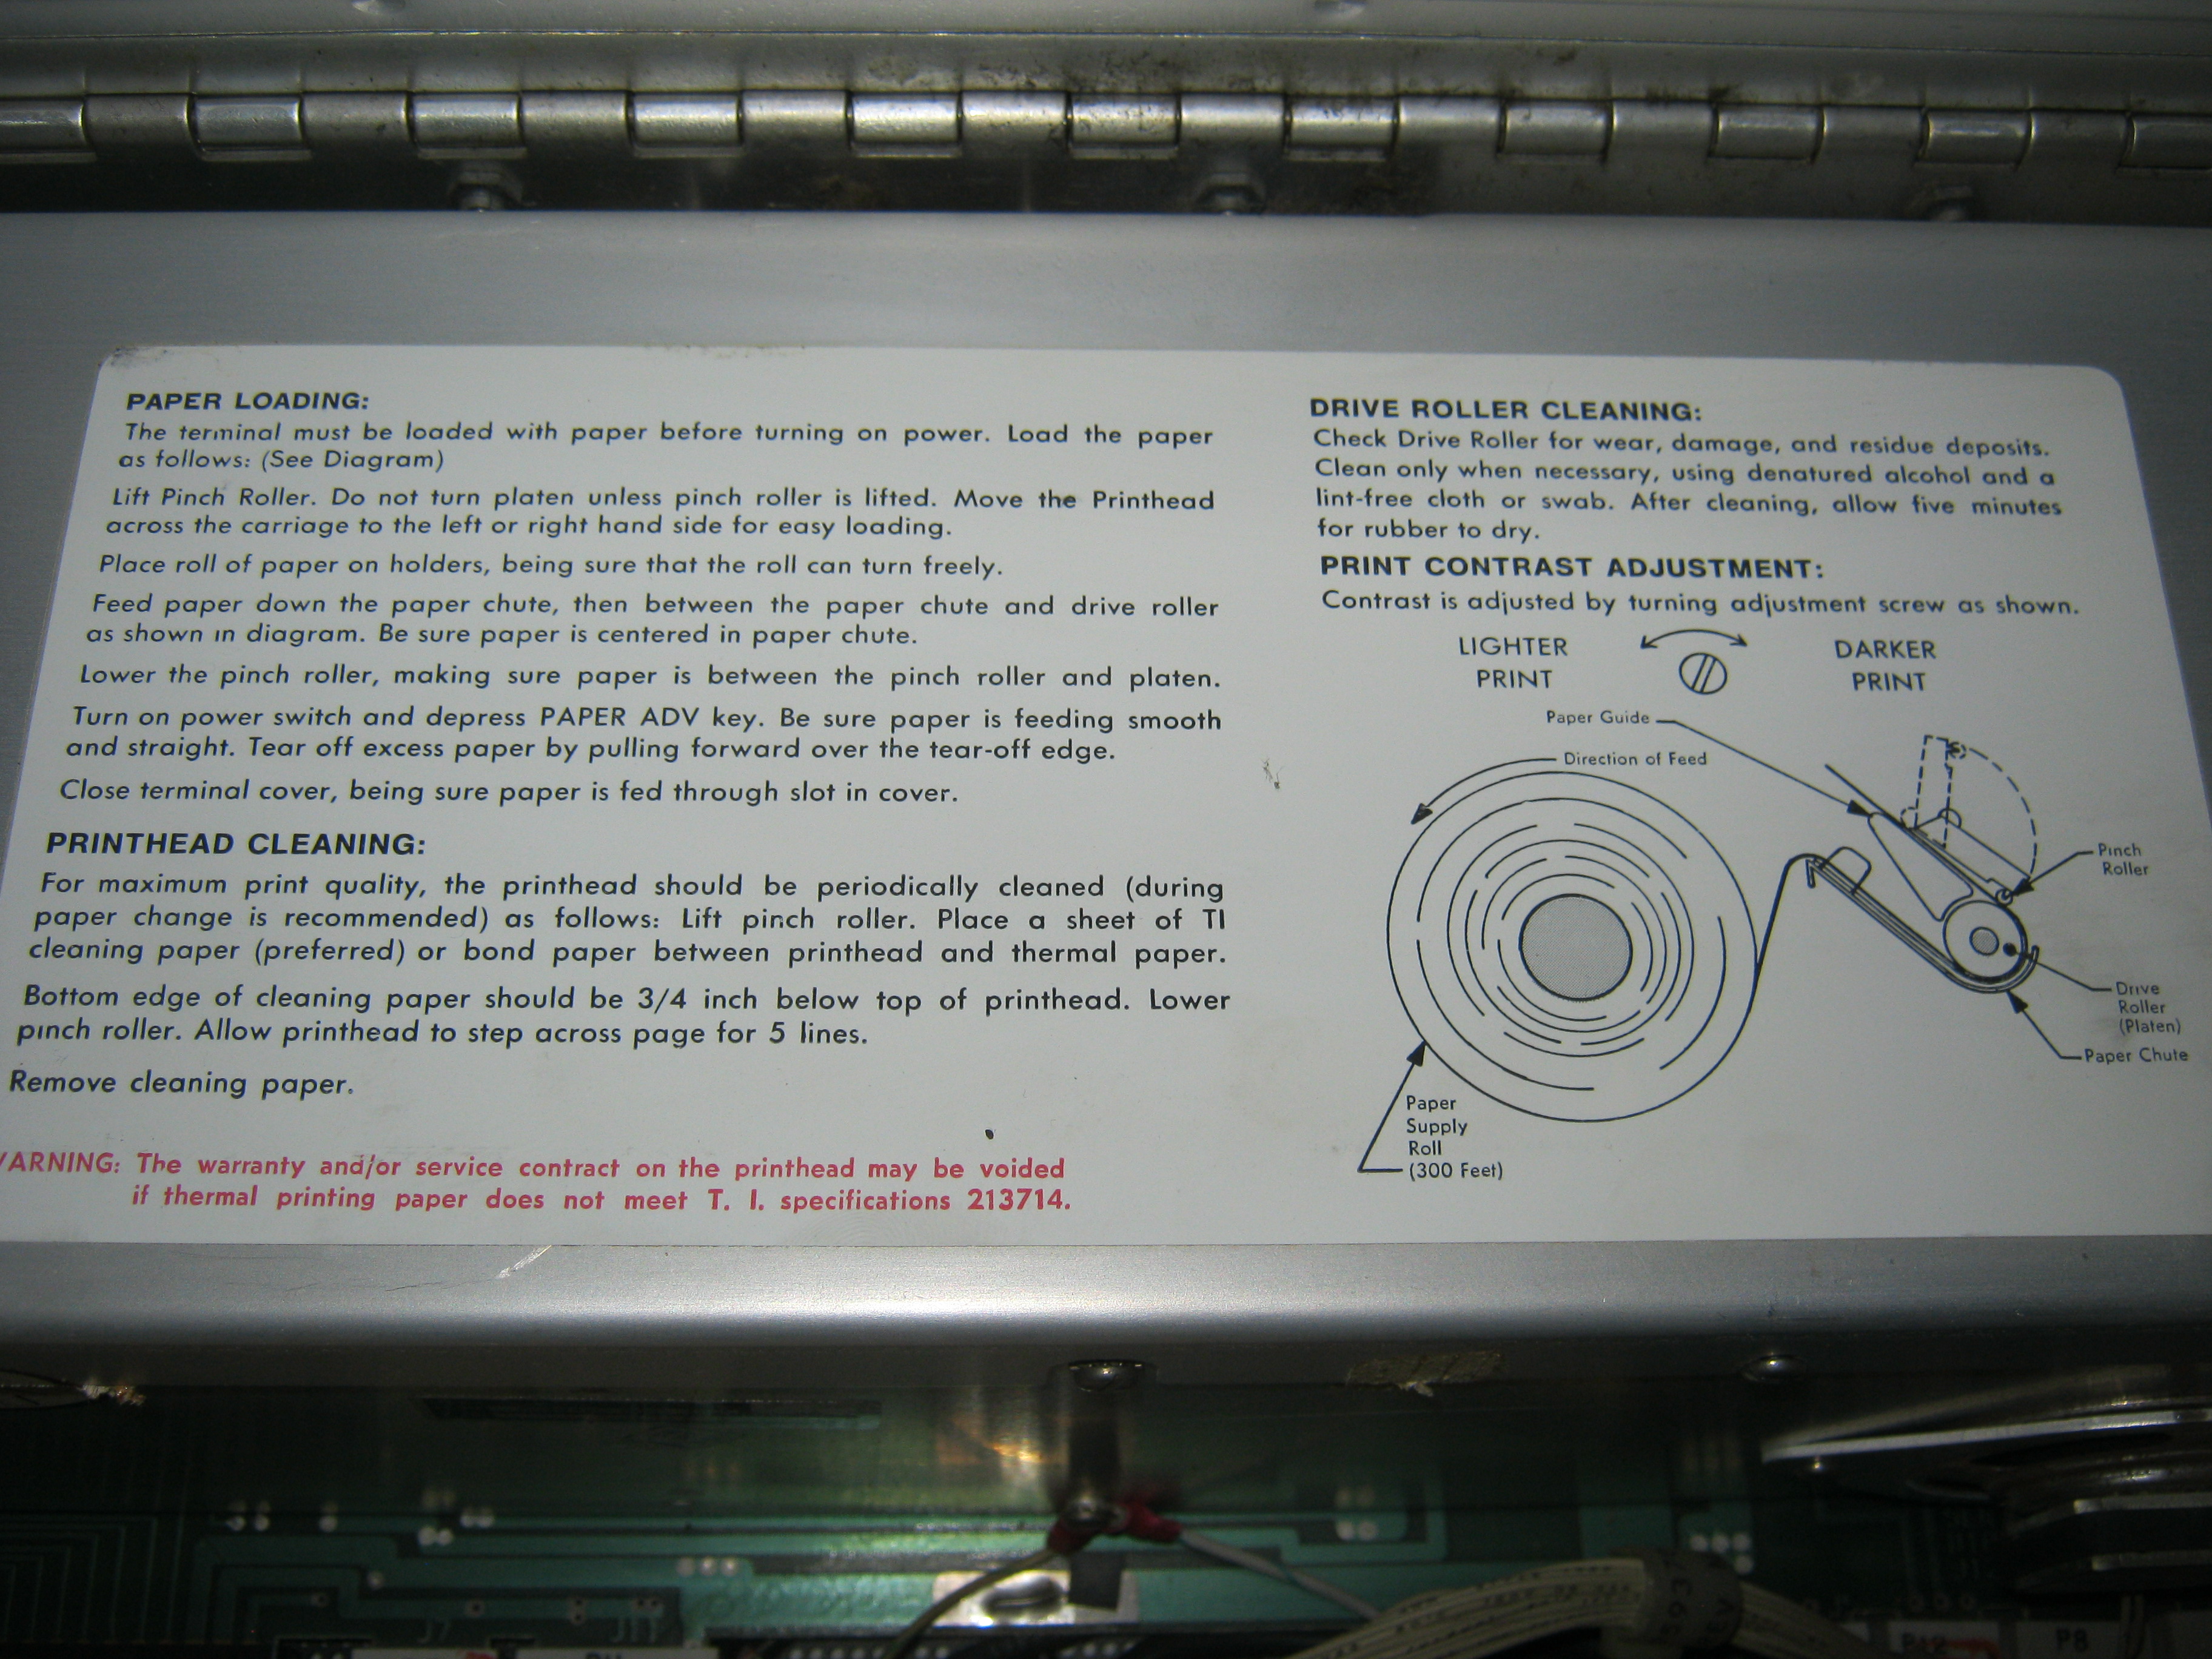 PAPER LOADING:
The terminal must be loaded with paper before turning on power. Load the paper
as follows: (See Diagram)
Lift Pinch Roller. Do not turn platen unless pinch roller is lifted. Move the Printhead
across the carriage to the left or right hand side for easy loading.
Place roll of paper on holders, being sure that the roll can turn freely.
Feed paper down the paper chute, then between the paper chute and drive roller
as shown in diagram. Be sure paper is centered in paper chute.
Lower the pinch roller, making sure paper is between the pinch roller and platen.
Turn on power switch and depress PAPER ADV key. Be sure paper is feeding smooth
and straight. Tear off excess paper by pulling forward over the tear-off edge.
Close terminal cover, being sure paper is fed through slot in cover.
PRINTHEAD CLEANING:
For maximum print quality, the printhead should be periodically cleaned (during
paper change is recommended) as follows: Lift pinch roller. Place a sheet of TI
cleaning paper (preferred) or bond paper between printhead and thermal paper.
Bottom edge of cleaning paper should be 3/4 inch below top of printhead. Lower
pinch roller. Allow printhead to step across page for 5 lines.
Remove cleaning paper.
ARNING: The warranty and/or service contract on the printhead may be voided
if thermal printing paper does not meet T. I. specifications 213714.
DRIVE ROLLER CLEANING:
Check Drive Roller for wear, damage, and residue deposits.
Clean only when necessary, using denatured alcohol and a
lint-free cloth or swab. After cleaning, allow five minutes
for rubber to dry.
PRINT CONTRAST ADJUSTMENT:
Contrast is adjusted by turning adjustment screw as shown.
LIGHTER
PRINT
DARKER
PRINT
Paper Guide
Direction of Feed
Pinch
Roller
Drive
Roller
(Platen)
Paper Chute
Paper
Supply
Roll
(300 Feet)
J7
P8